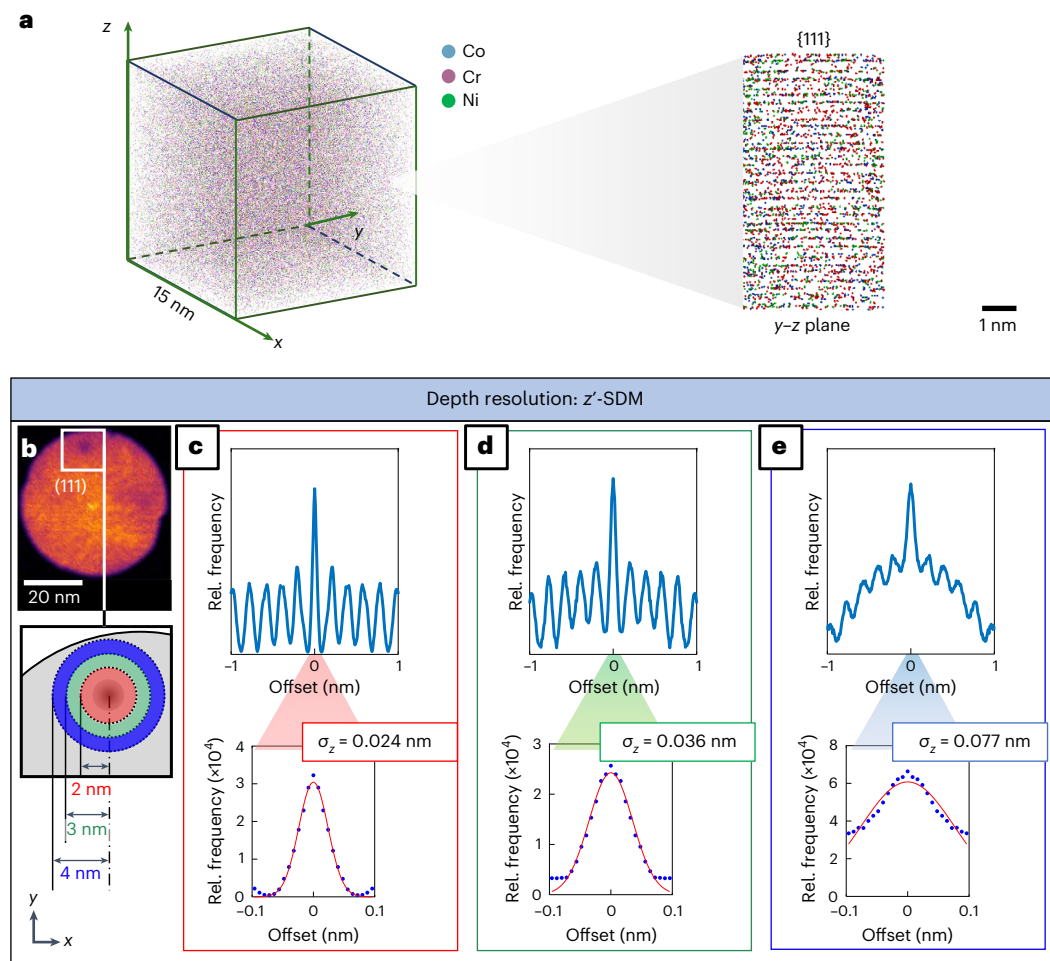 a
z
y
x
15 nm
Co
Cr
Ni
{111}
y–z plane
1 nm
Depth resolution: z′-SDM
b
(111)
20 nm
2 nm
3 nm
4 nm
y
x
c
Rel. frequency
–1
0
1
Offset (nm)
σz = 0.024 nm
Rel. frequency (×10⁴)
4
3
2
1
0
–0.1
0
0.1
Offset (nm)
d
Rel. frequency
–1
0
1
Offset (nm)
σz = 0.036 nm
Rel. frequency (×10⁴)
3
2
1
0
–0.1
0
0.1
Offset (nm)
e
Rel. frequency
–1
0
1
Offset (nm)
σz = 0.077 nm
Rel. frequency (×10⁴)
8
6
4
2
0
–0.1
0
0.1
Offset (nm)